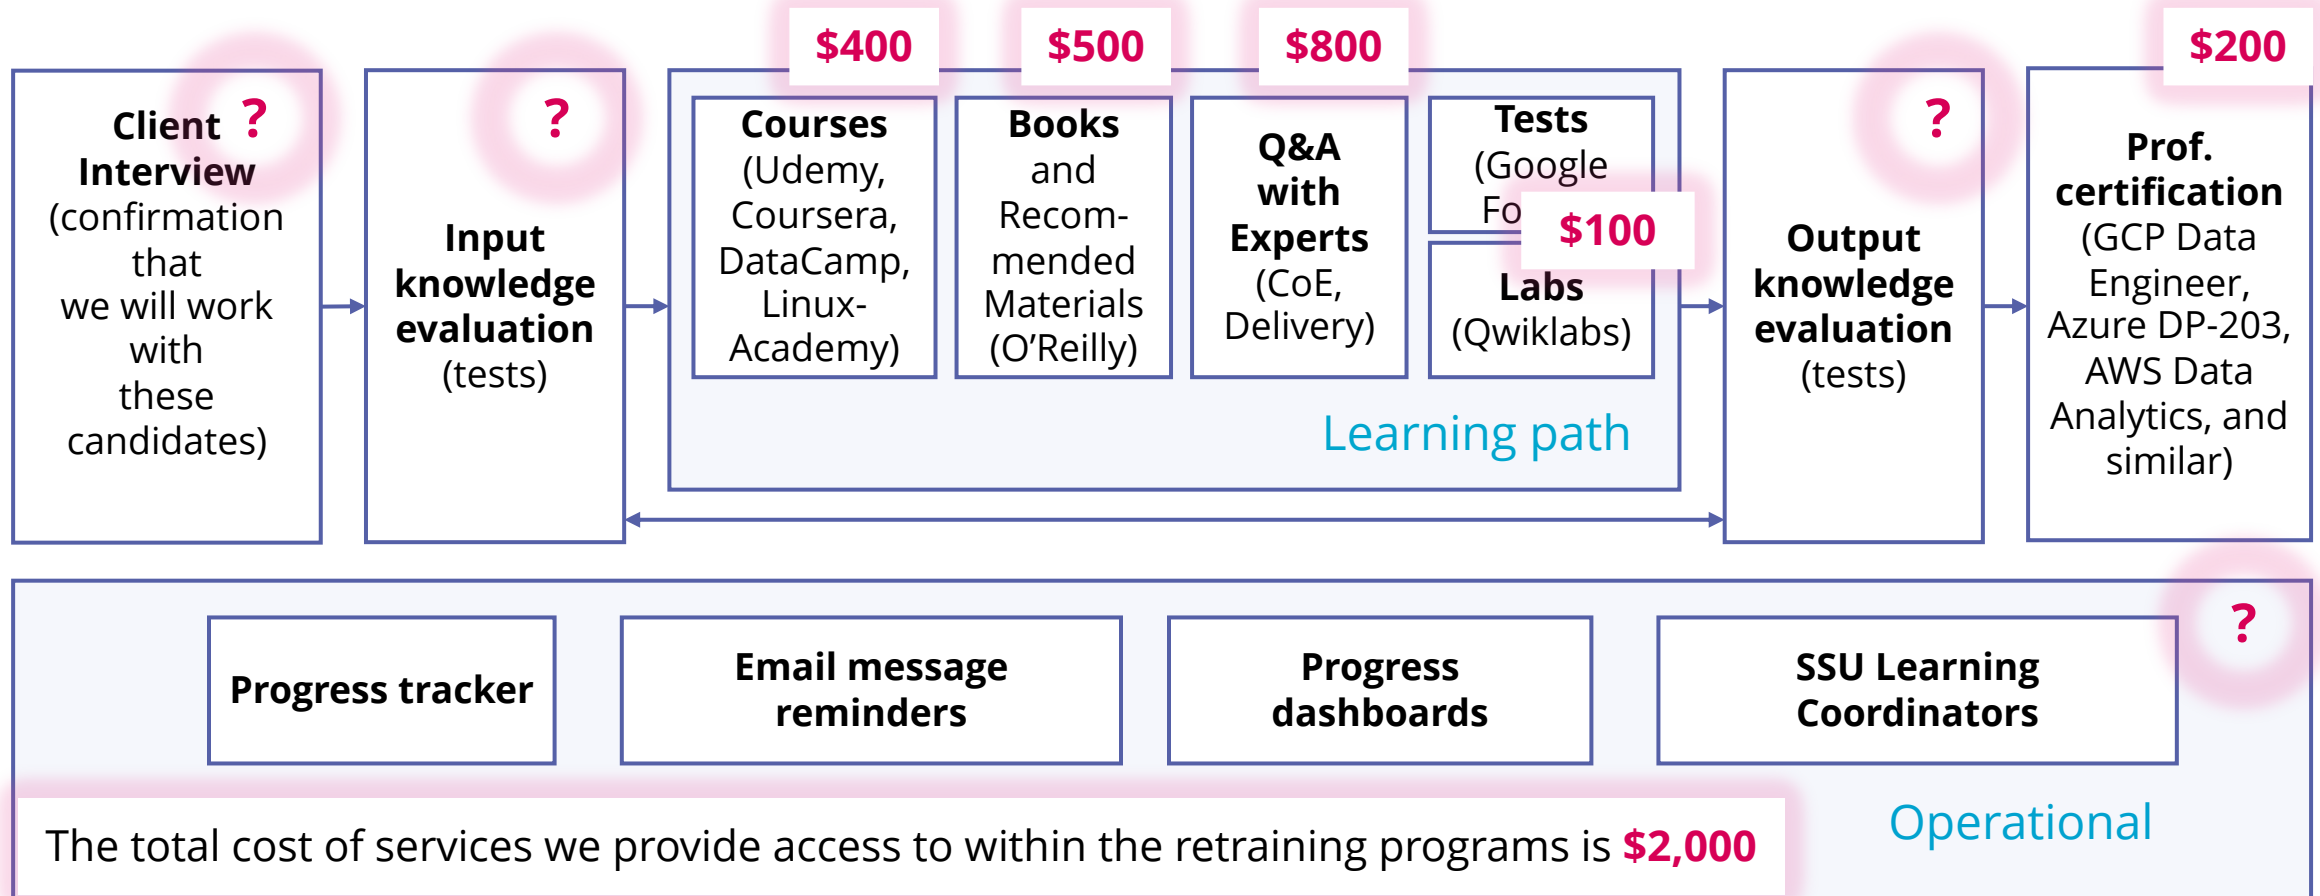 $400
$500
$800
$200
Client ?
Interview
(confirmation
that
we will work
with
these
candidates)
?
Input
knowledge
evaluation
(tests)
Courses
(Udemy,
Coursera,
DataCamp,
Linux-
Academy)
Books
and
Recom-
mended
Materials
(O’Reilly)
Q&A
with
Experts
(CoE,
Delivery)
Tests
(Google
$100
Labs
(Qwiklabs)
Learning path
?
Output
knowledge
evaluation
(tests)
Prof.
certification
(GCP Data
Engineer,
Azure DP-203,
AWS Data
Analytics, and
similar)
?
Progress tracker
Email message
reminders
Progress
dashboards
SSU Learning
Coordinators
Operational
The total cost of services we provide access to within the retraining programs is $2,000